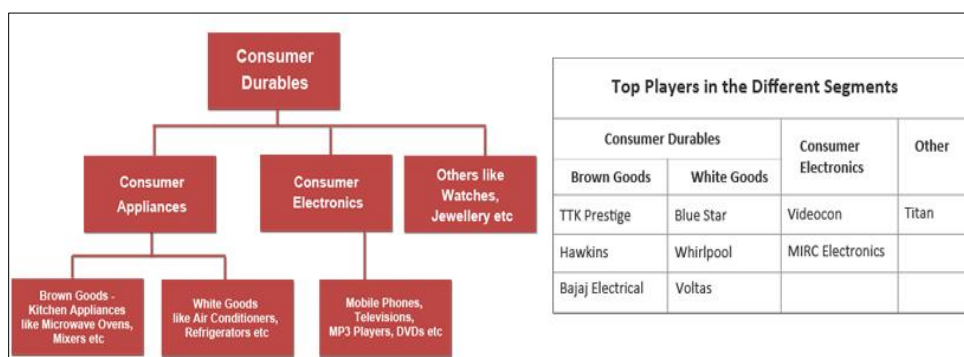 Consumer
Durables
Consumer
Appliances
Consumer
Electronics
Others like
Watches,
Jewellery etc
Brown Goods -
Kitchen Appliances
like Microwave Ovens,
Mixers etc
White Goods
like Air Conditioners,
Refrigerators etc
Mobile Phones,
Televisions,
MP3 Players, DVDs etc
Top Players in the Different Segments
Consumer Durables
Consumer
Electronics
Other
Brown Goods
White Goods
TTK Prestige
Blue Star
Videocon
Titan
Hawkins
Whirlpool
MIRC Electronics
Bajaj Electrical
Voltas